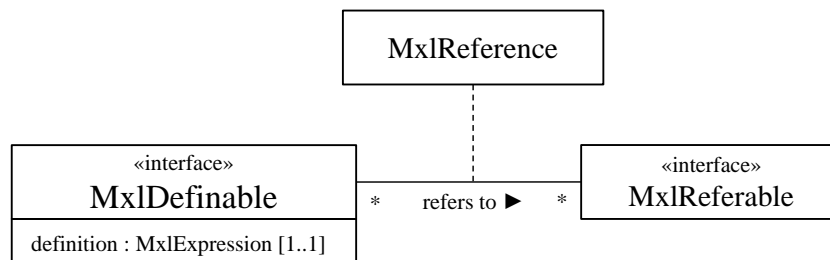 MxlReference
«interface»
MxlDefinable
* refers to ► *
«interface»
MxlReferable
definition : MxlExpression [1..1]